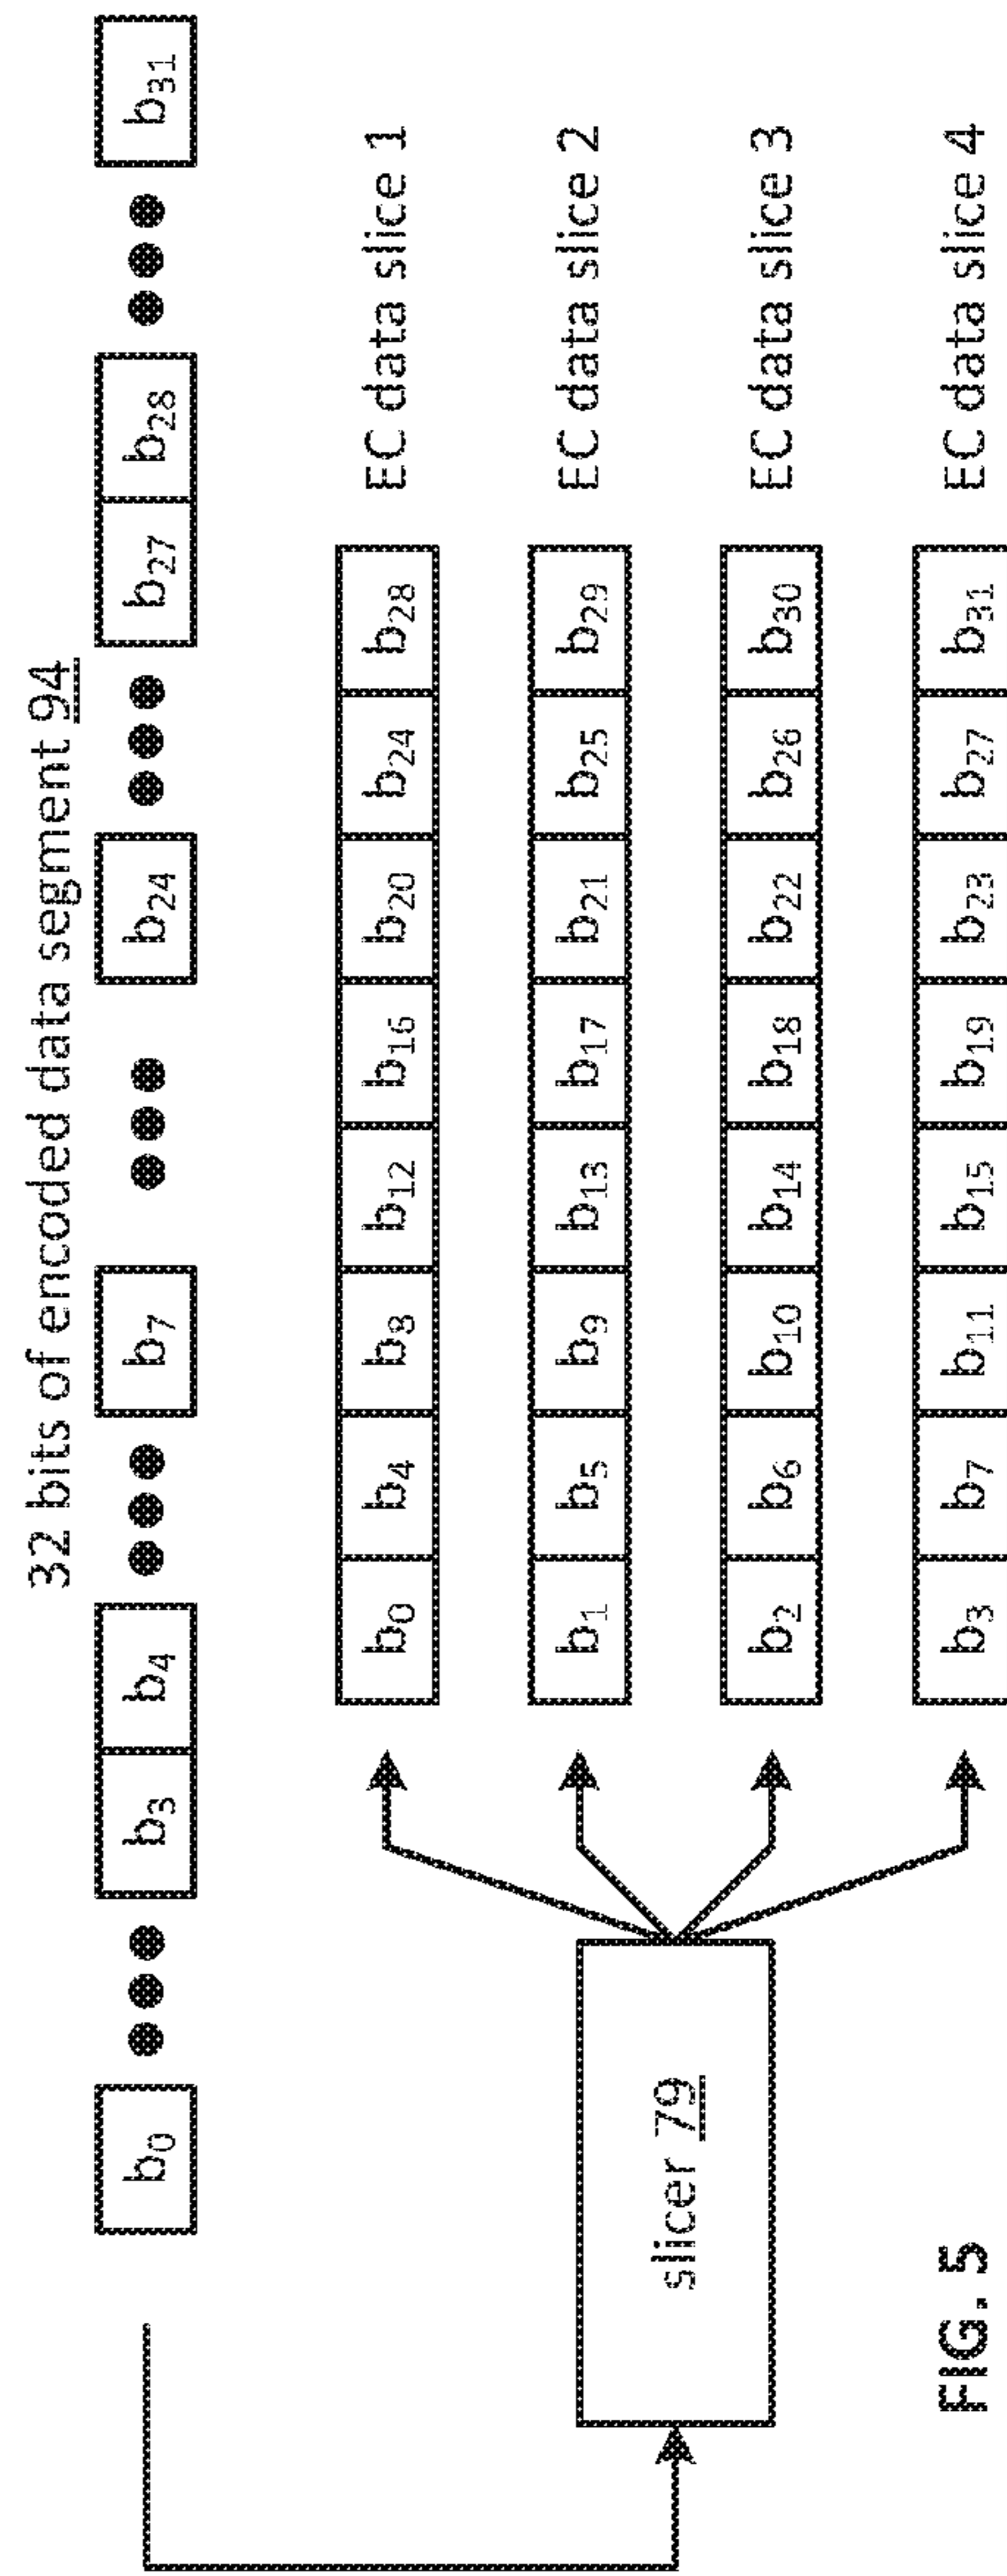 32 bits of encoded data segment 94
b0 b3 b4 b7 b24 b27 b28 b31
b0 b4 b8 b12 b16 b20 b24 b28 EC data slice 1
b1 b5 b9 b13 b17 b21 b25 b29 EC data slice 2
slicer 79
b2 b6 b10 b14 b18 b22 b26 b30 EC data slice 3
b3 b7 b11 b15 b19 b23 b27 b31 EC data slice 4
FIG. 5